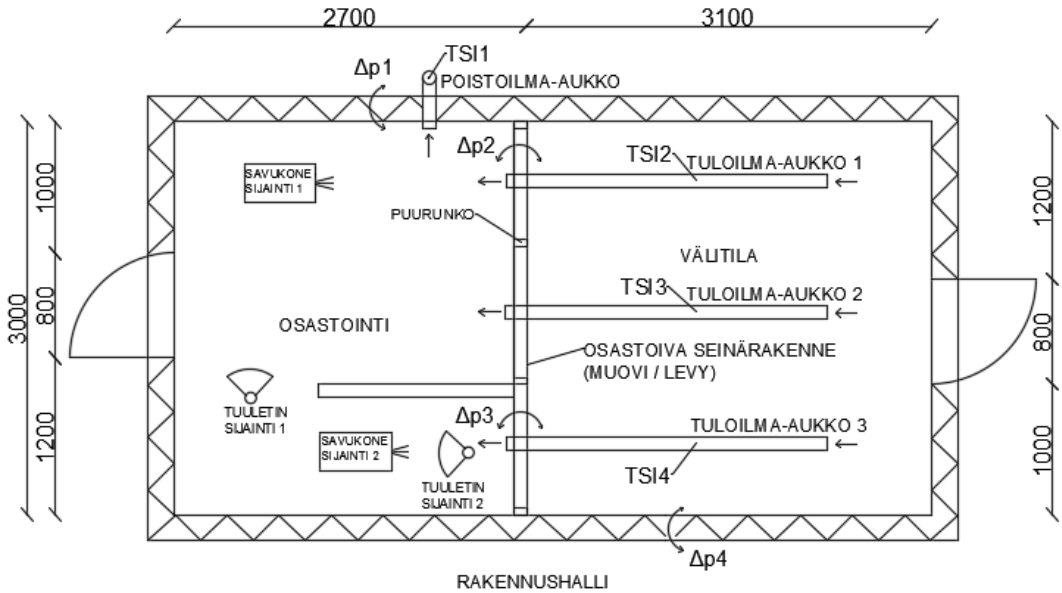 2700
3100
TSI1
Δp1
POISTOILMA-AUKKO
Δp2
TSI2
TULOILMA-AUKKO 1
SAVUKONE
SIJAINTI 1
1000
1200
PUURUNKO
VÄLITILA
TSI3
TULOILMA-AUKKO 2
3000
800
800
OSASTOINTI
OSASTOIVA SEINÄRAKENNE
(MUOVI / LEVY)
TUULETIN
SIJAINTI 1
Δp3
TULOILMA-AUKKO 3
1200
1000
SAVUKONE
SIJAINTI 2
TSI4
TUULETIN
SIJAINTI 2
Δp4
RAKENNUSHALLI